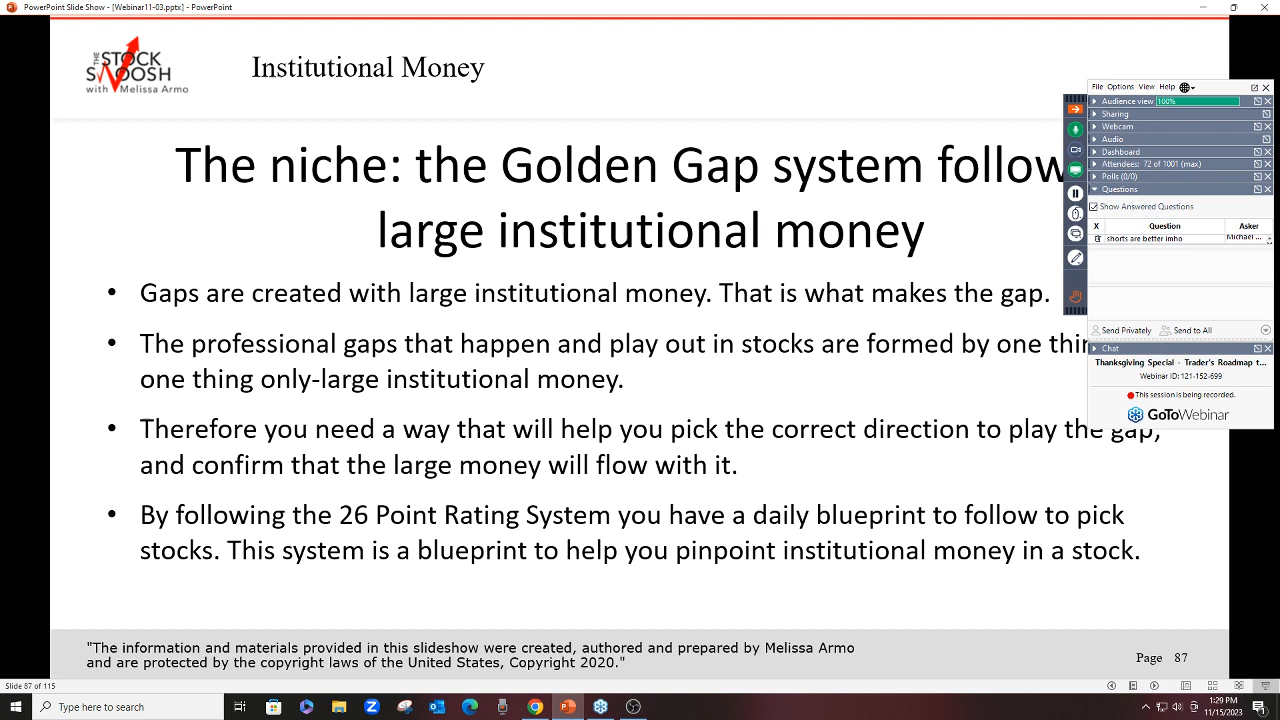 PowerPoint Slide Show - [Webinar11-03.pptx] - PowerPoint
THE
STOCK
SWOOSH
with Melissa Armo
Institutional Money
The niche: the Golden Gap system follow
large institutional money
• Gaps are created with large institutional money. That is what makes the gap.
• The professional gaps that happen and play out in stocks are formed by one thin
one thing only-large institutional money.
• Therefore you need a way that will help you pick the correct direction to play the gap,
and confirm that the large money will flow with it.
• By following the 26 Point Rating System you have a daily blueprint to follow to pick
stocks. This system is a blueprint to help you pinpoint institutional money in a stock.
"The information and materials provided in this slideshow were created, authored and prepared by Melissa Armo
and are protected by the copyright laws of the United States, Copyright 2020."
Page 87
File Options View Help
Audience view 100%
Sharing
Webcam
Audio
Dashboard
Attendees: 72 of 1001 (max)
Polls (0/0)
Questions
Show Answered Questions
X Question Asker
shorts are better imho Michael ...
Send Privately Send to All
Chat
Thanksgiving Special - Trader's Roadmap t...
Webinar ID: 121-152-699
This session is being recorded.
GoToWebinar
Slide 87 of 115
Type here to search
1:29 PM
11/15/2023